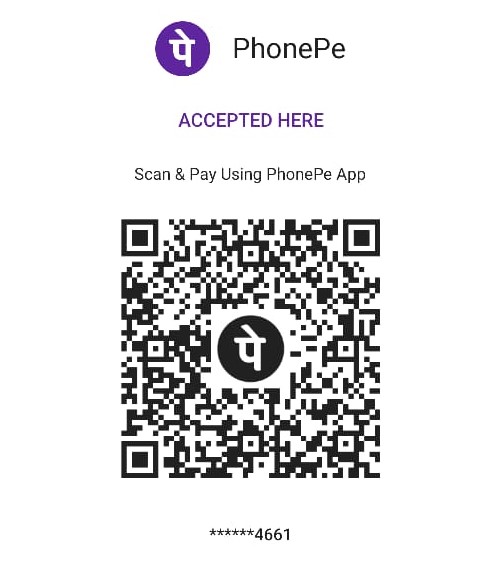 पे PhonePe
ACCEPTED HERE
Scan & Pay Using PhonePe App
पे
******4661